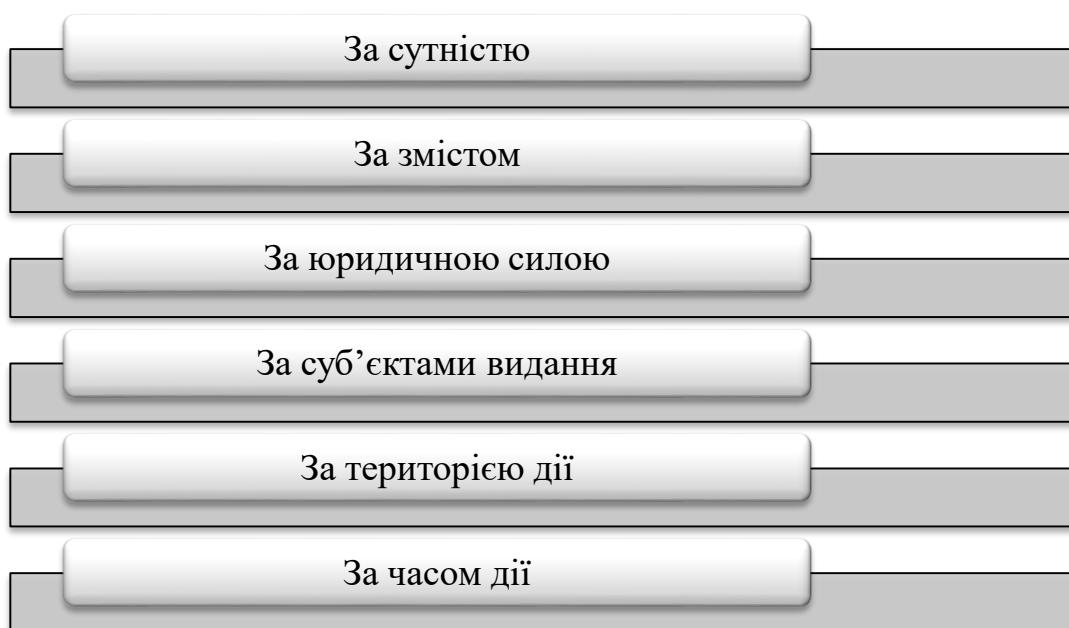 За сутністю
За змістом
За юридичною силою
За суб’єктами видання
За територією дії
За часом дії